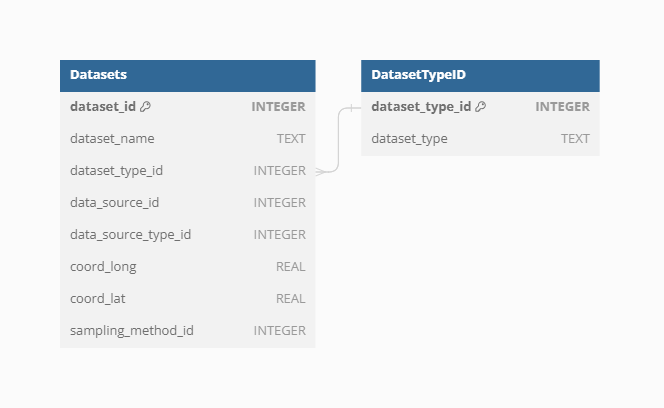 Datasets
dataset_id INTEGER
dataset_name TEXT
dataset_type_id INTEGER
data_source_id INTEGER
data_source_type_id INTEGER
coord_long REAL
coord_lat REAL
sampling_method_id INTEGER
DatasetTypeID
dataset_type_id INTEGER
dataset_type TEXT